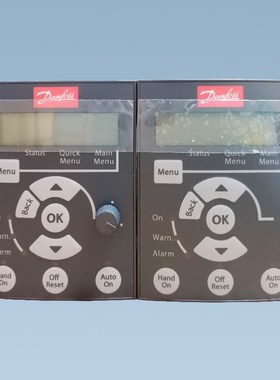 Danfoss
Danfoss
Status Quick Menu Main Menu
Status Quick Menu Main Menu
Menu
Menu
Back
Back
OK
OK
On
Warn.
Warn.
Alarm
Alarm
Hand On
Off Reset
Auto On
Hand On
Off Reset
Auto On